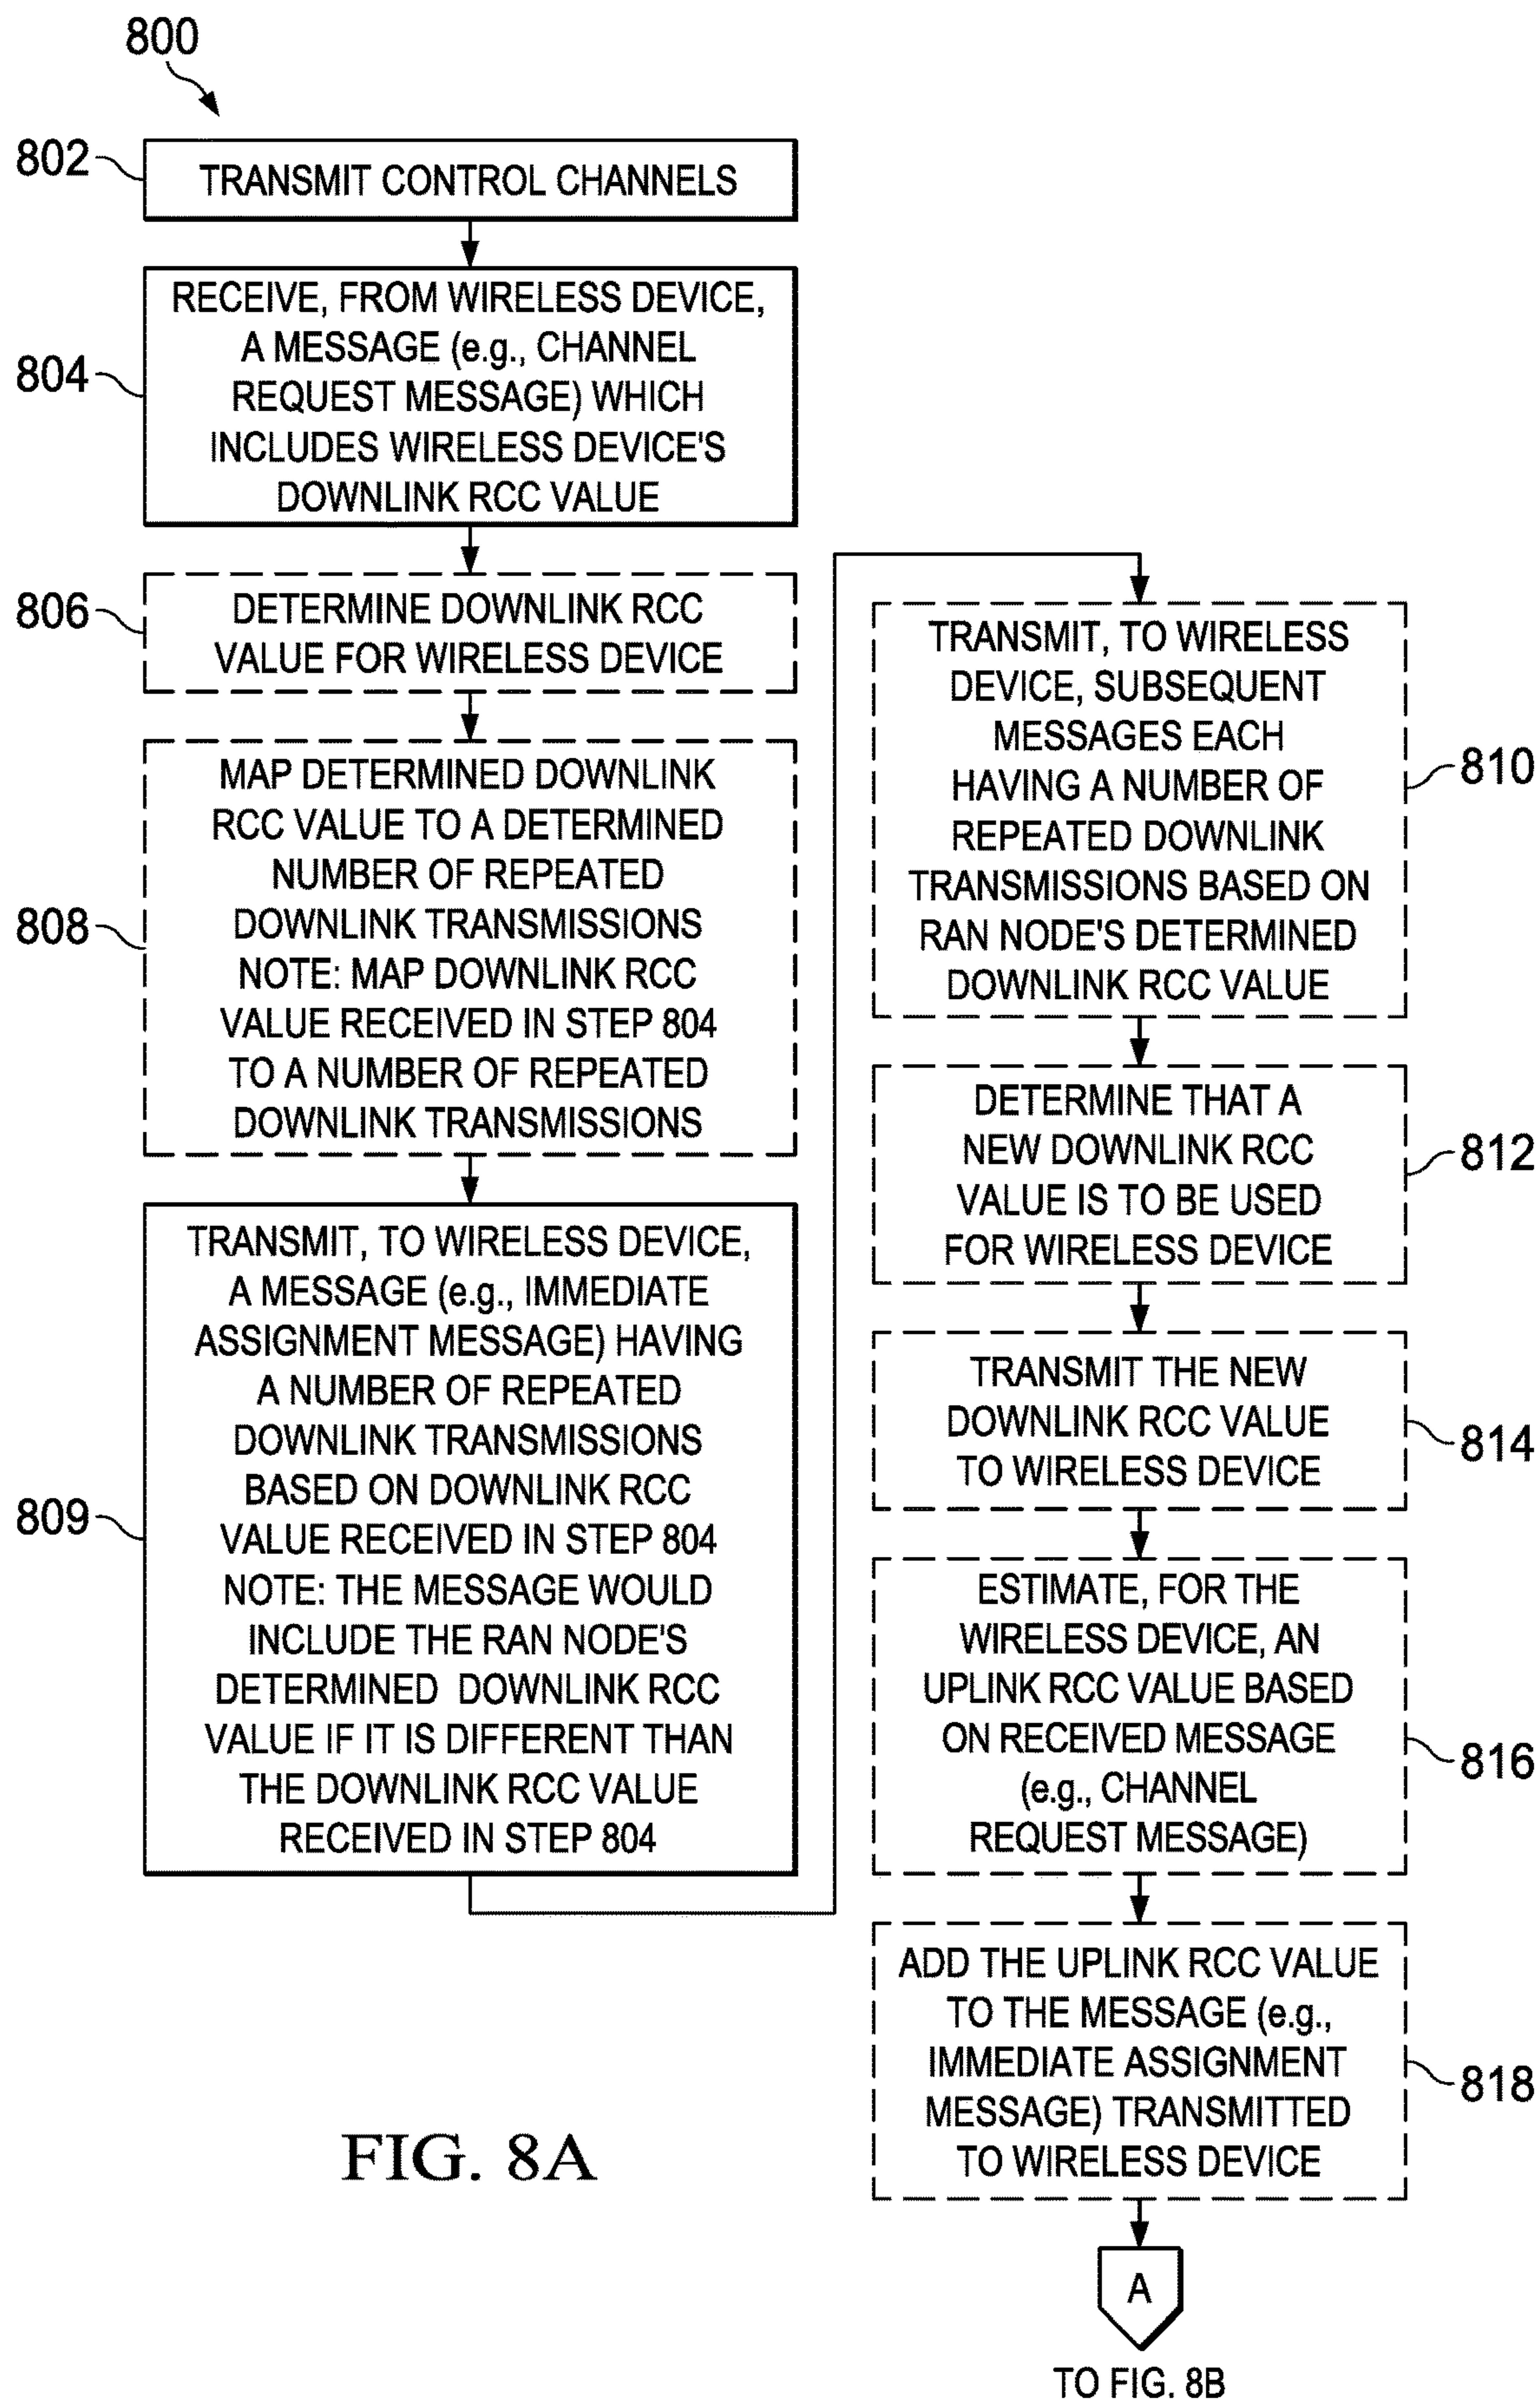 800
802
TRANSMIT CONTROL CHANNELS
804
RECEIVE, FROM WIRELESS DEVICE,
A MESSAGE (e.g., CHANNEL
REQUEST MESSAGE) WHICH
INCLUDES WIRELESS DEVICE'S
DOWNLINK RCC VALUE
806
DETERMINE DOWNLINK RCC
VALUE FOR WIRELESS DEVICE
808
MAP DETERMINED DOWNLINK
RCC VALUE TO A DETERMINED
NUMBER OF REPEATED
DOWNLINK TRANSMISSIONS
NOTE: MAP DOWNLINK RCC
VALUE RECEIVED IN STEP 804
TO A NUMBER OF REPEATED
DOWNLINK TRANSMISSIONS
809
TRANSMIT, TO WIRELESS DEVICE,
A MESSAGE (e.g., IMMEDIATE
ASSIGNMENT MESSAGE) HAVING
A NUMBER OF REPEATED
DOWNLINK TRANSMISSIONS
BASED ON DOWNLINK RCC
VALUE RECEIVED IN STEP 804
NOTE: THE MESSAGE WOULD
INCLUDE THE RAN NODE'S
DETERMINED DOWNLINK RCC
VALUE IF IT IS DIFFERENT THAN
THE DOWNLINK RCC VALUE
RECEIVED IN STEP 804
TRANSMIT, TO WIRELESS
DEVICE, SUBSEQUENT
MESSAGES EACH
HAVING A NUMBER OF
REPEATED DOWNLINK
TRANSMISSIONS BASED ON
RAN NODE'S DETERMINED
DOWNLINK RCC VALUE
810
DETERMINE THAT A
NEW DOWNLINK RCC
VALUE IS TO BE USED
FOR WIRELESS DEVICE
812
TRANSMIT THE NEW
DOWNLINK RCC VALUE
TO WIRELESS DEVICE
814
ESTIMATE, FOR THE
WIRELESS DEVICE, AN
UPLINK RCC VALUE BASED
ON RECEIVED MESSAGE
(e.g., CHANNEL
REQUEST MESSAGE)
816
ADD THE UPLINK RCC VALUE
TO THE MESSAGE (e.g.,
IMMEDIATE ASSIGNMENT
MESSAGE) TRANSMITTED
TO WIRELESS DEVICE
818
A
TO FIG. 8B
FIG. 8A